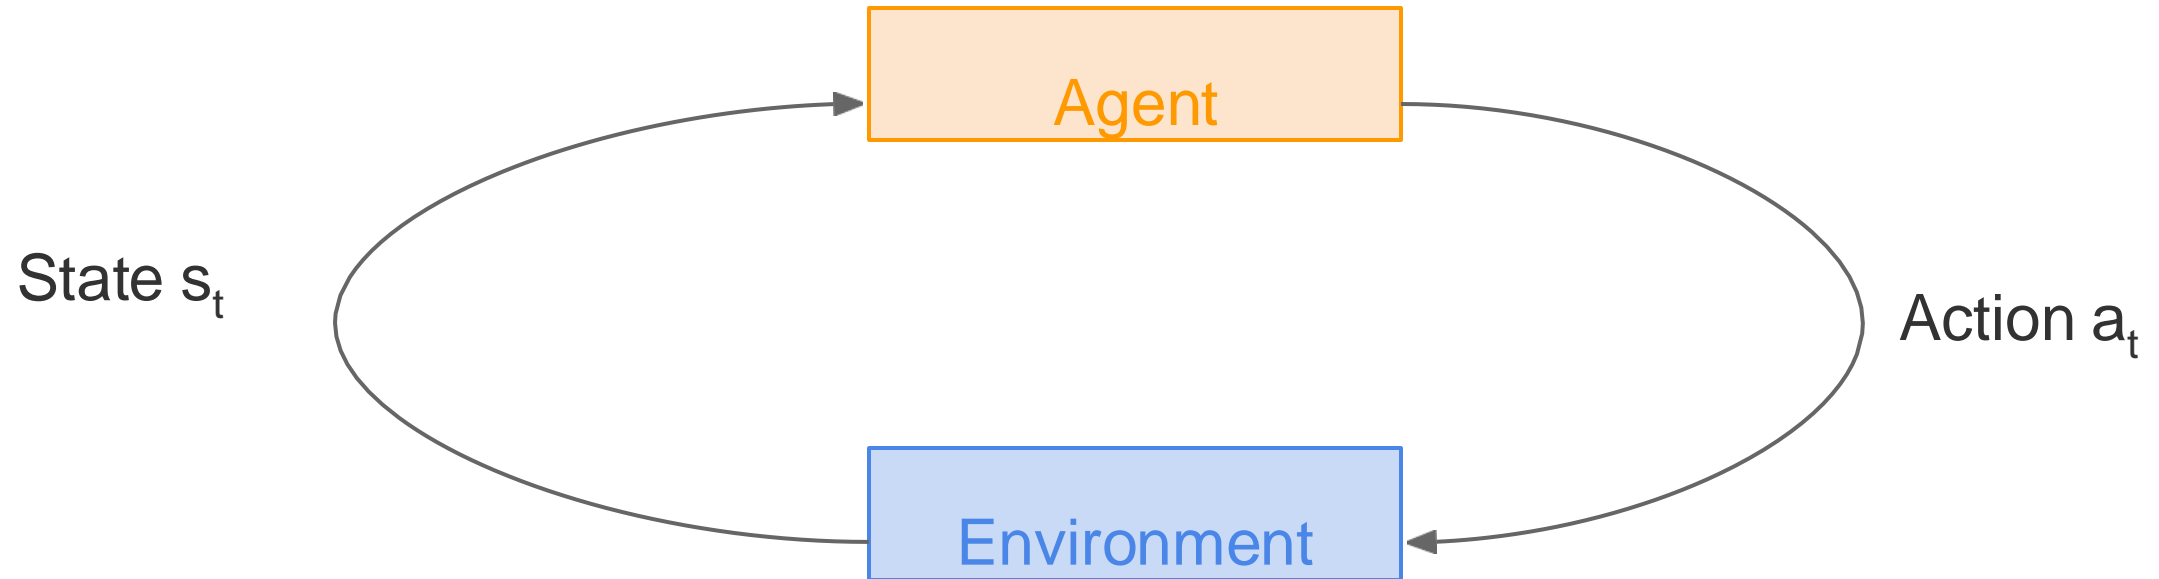 Agent
State sₜ
Action aₜ
Environment